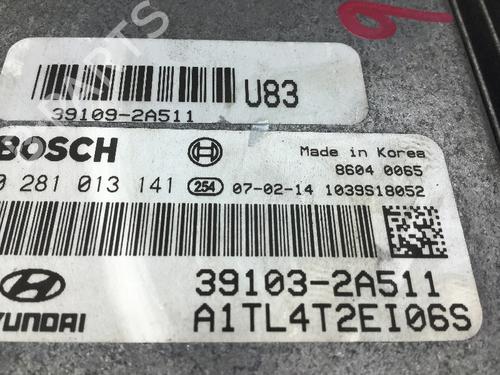 39109-2A511 U83
BOSCH
0 281 013 141 254 07-02-14 1039S18052
Made in Korea
8604 0065
39103-2A511
A1TL4T2EI06S
HYUNDAI
PARTS